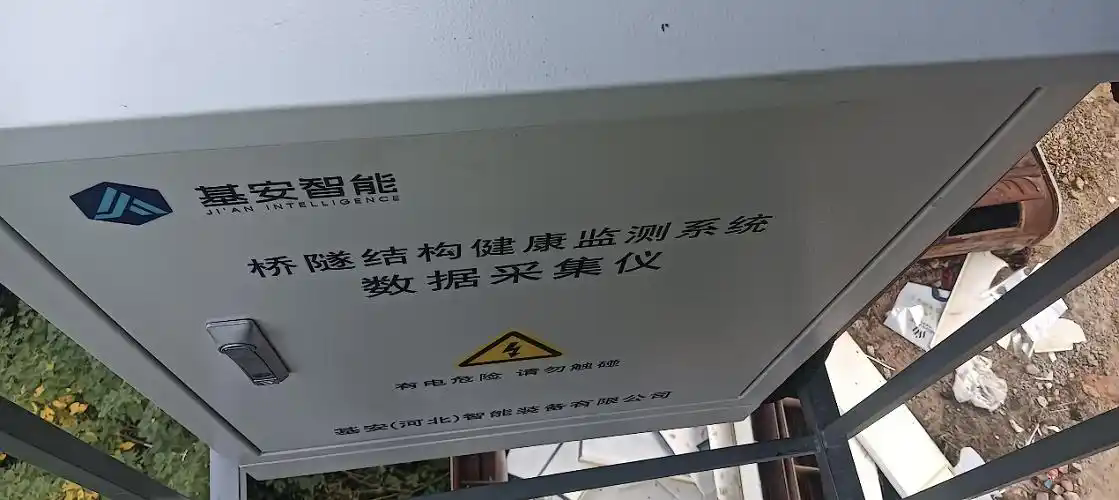 基安智能
JI'AN INTELLIGENCE
桥隧结构健康监测系统
数据采集仪
有电危险 请勿触碰
基安(河北)智能装备有限公司